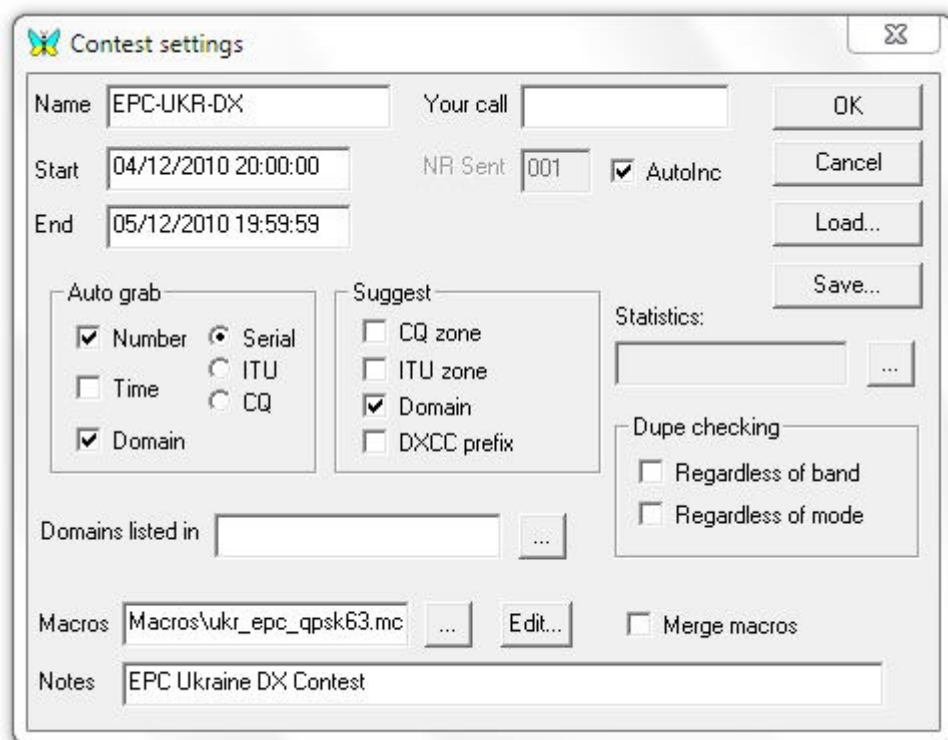 Contest settings
Name EPC-UKR-DX Your call OK
Start 04/12/2010 20:00:00 NR Sent 001 AutoInc Cancel
End 05/12/2010 19:59:59 Load...
Save...
Auto grab Suggest Statistics:
Number Serial CQ zone
ITU ITU zone ...
Time CQ Domain
Domain DXCC prefix
Dupe checking
Regardless of band
Regardless of mode
Domains listed in ...
Macros Macros\ukr_epc_qpsk63.mc ... Edit... Merge macros
Notes EPC Ukraine DX Contest